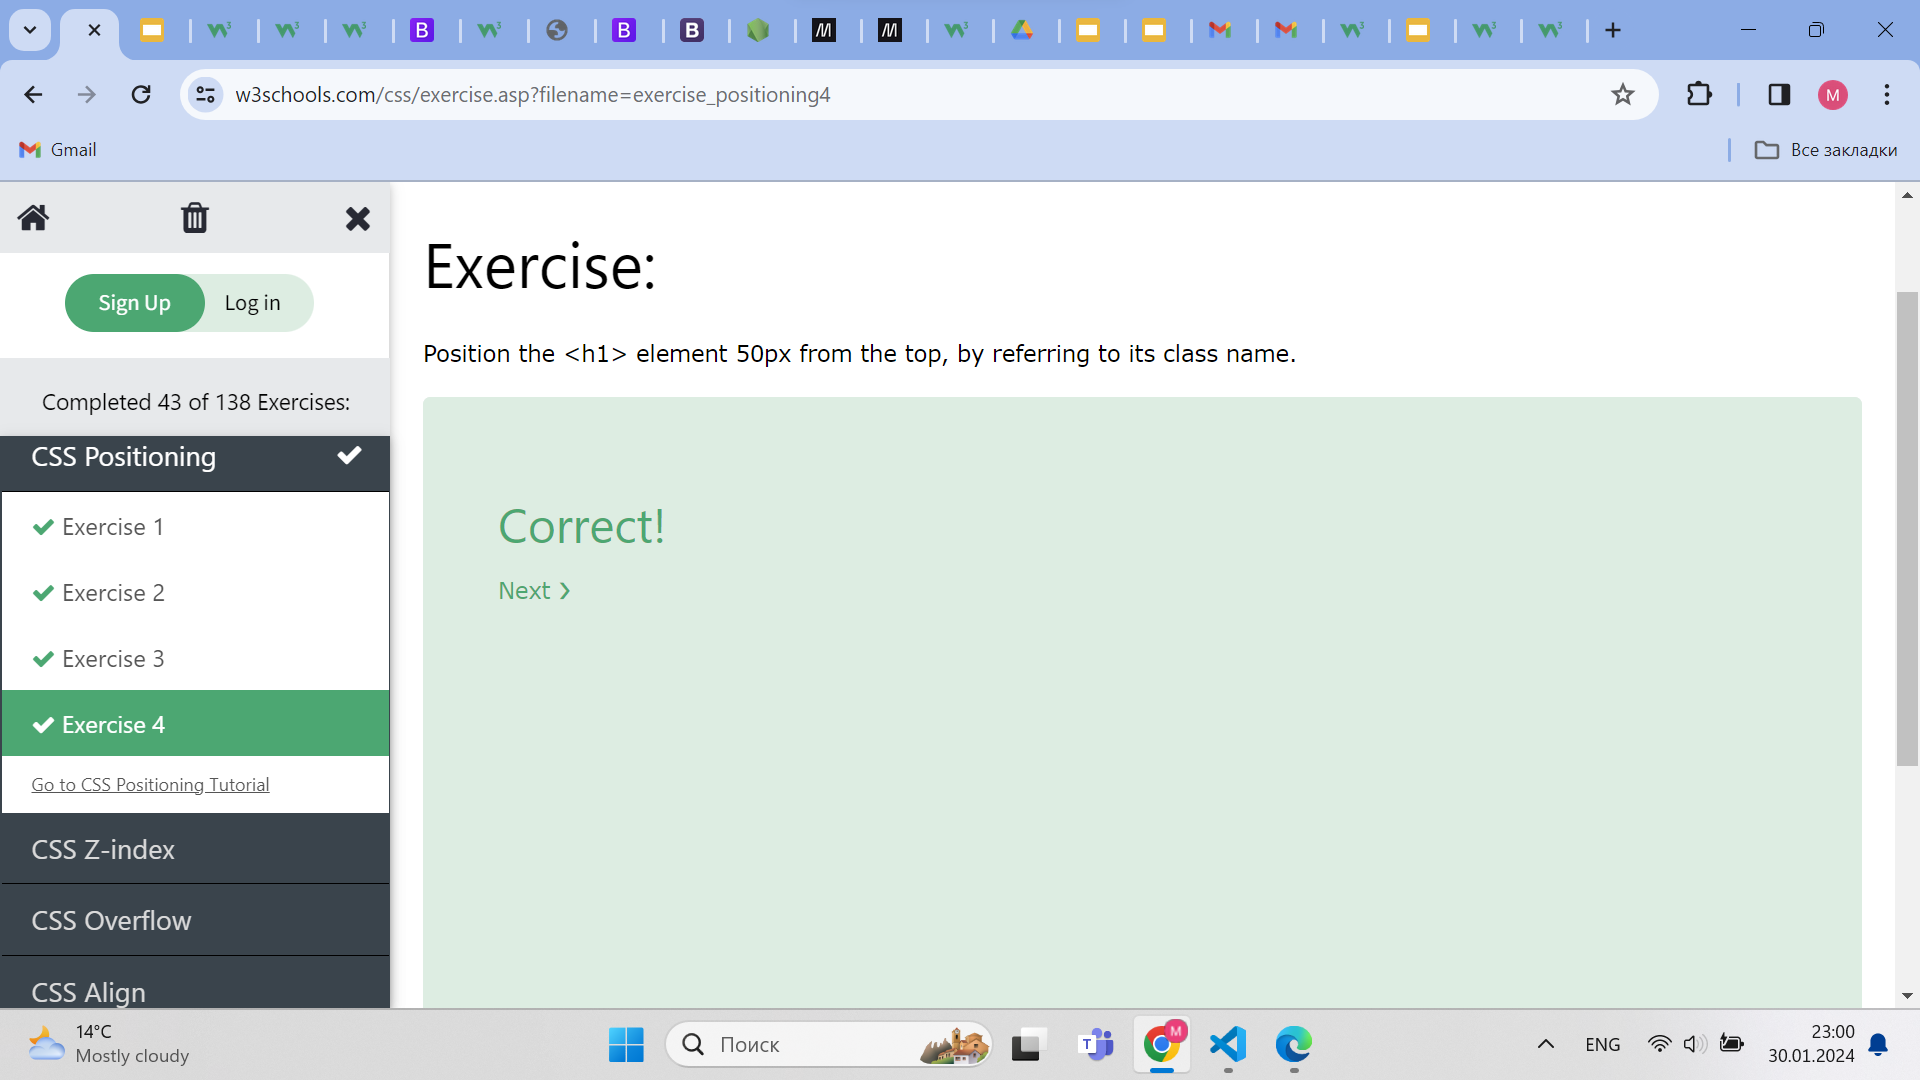 w3schools.com/css/exercise.asp?filename=exercise_positioning4
M
Gmail
Все закладки
Sign Up
Log in
Completed 43 of 138 Exercises:
CSS Positioning
Exercise 1
Exercise 2
Exercise 3
Exercise 4
Go to CSS Positioning Tutorial
CSS Z-index
CSS Overflow
CSS Align
Exercise:
Position the <h1> element 50px from the top, by referring to its class name.
Correct!
Next ❯
14°C
Mostly cloudy
Поиск
ENG
23:00
30.01.2024